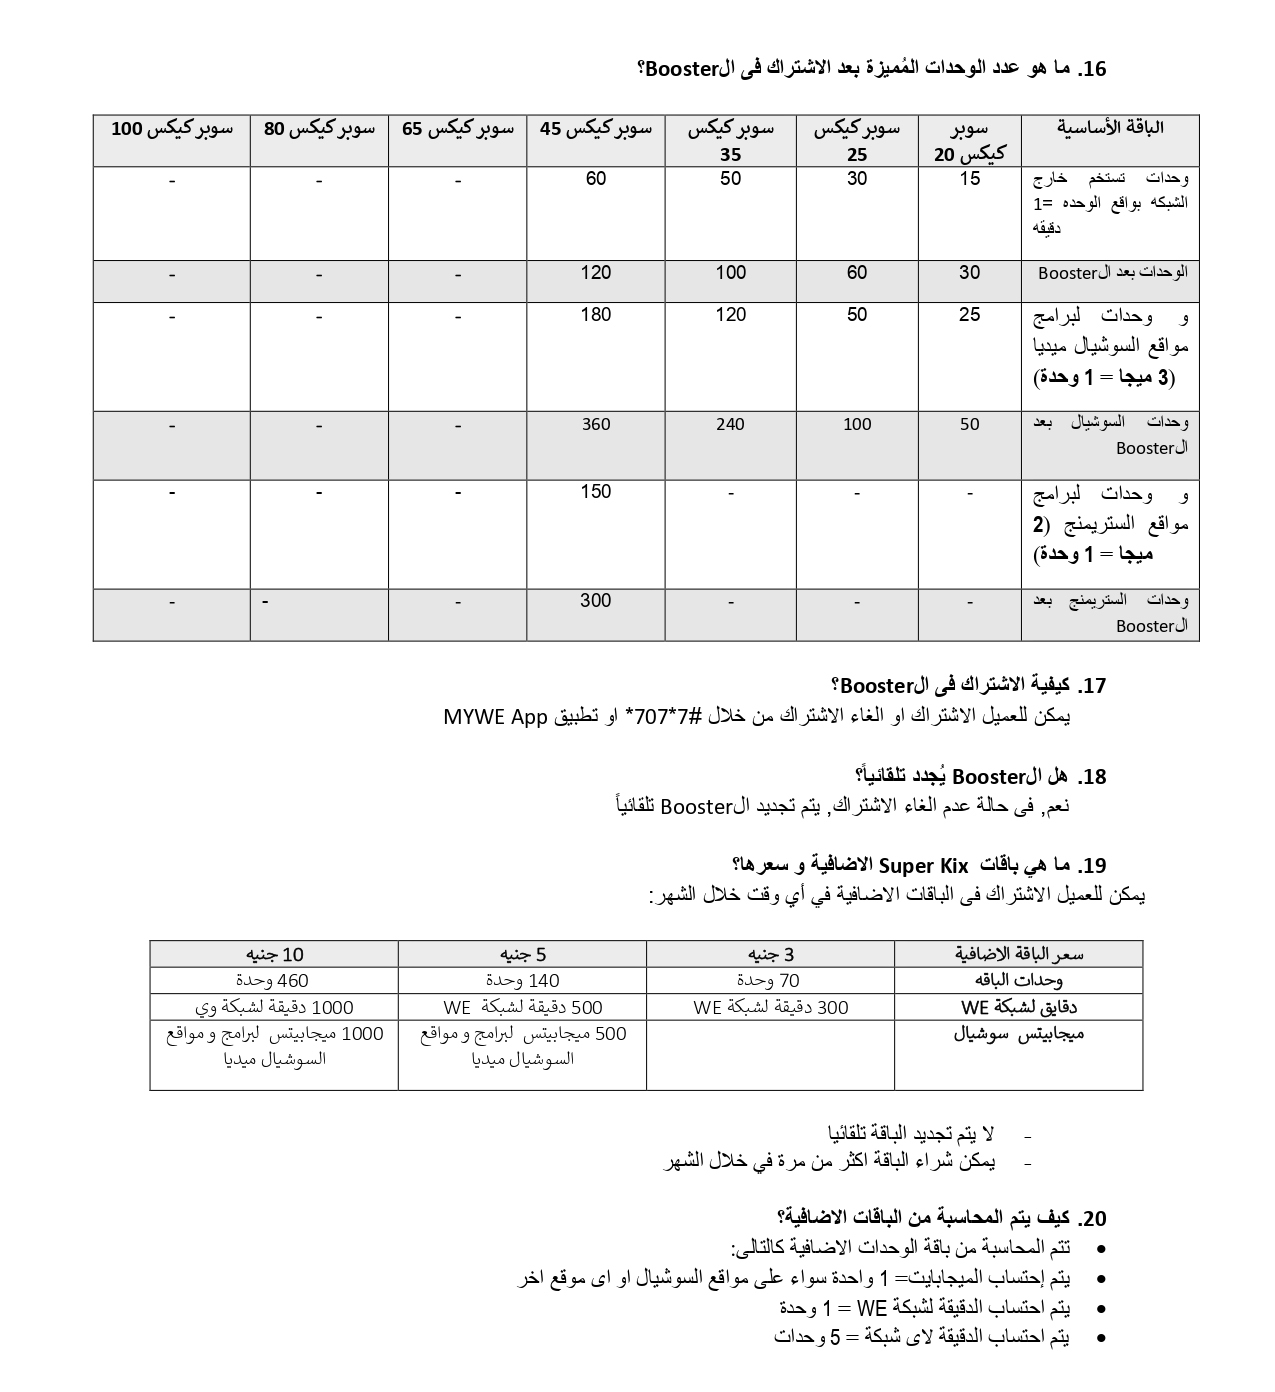 16. ما هو عدد الوحدات المُميزة بعد الاشتراك فى الBooster؟
الباقة الأساسية سوبر كيكس 20 سوبر كيكس 25 سوبر كيكس 35 سوبر كيكس 45 سوبر كيكس 65 سوبر كيكس 80 سوبر كيكس 100
وحدات تستخم خارج 15 30 50 60 - - -
الشبكه بواقع الوحده =1
دقيقه
الوحدات بعد الBooster 30 60 100 120 - - -
و وحدات لبرامج 25 50 120 180 - - -
مواقع السوشيال ميديا
(3 ميجا = 1 وحدة)
وحدات السوشيال بعد 50 100 240 360 - - -
الBooster
و وحدات لبرامج - - - 150 - - -
مواقع الستريمنج (2
ميجا = 1 وحدة)
وحدات الستريمنج بعد - - - 300 - - -
الBooster
17. كيفية الاشتراك فى الBooster؟
يمكن للعميل الاشتراك او الغاء الاشتراك من خلال #7*707* او تطبيق MYWE App
18. هل الBooster يُجدد تلقائياً؟
نعم, فى حالة عدم الغاء الاشتراك, يتم تجديد الBooster تلقائياً
19. ما هي باقات Super Kix الاضافية و سعرها؟
يمكن للعميل الاشتراك فى الباقات الاضافية في أي وقت خلال الشهر:
سعر الباقة الاضافية 3 جنيه 5 جنيه 10 جنيه
وحدات الباقه 70 وحدة 140 وحدة 460 وحدة
دقايق لشبكة WE 300 دقيقة لشبكة WE 500 دقيقة لشبكة WE 1000 دقيقة لشبكة وي
ميجابيتس سوشيال 500 ميجابيتس لبرامج و مواقع 1000 ميجابيتس لبرامج و مواقع
السوشيال ميديا السوشيال ميديا
- لا يتم تجديد الباقة تلقائيا
- يمكن شراء الباقة اكثر من مرة في خلال الشهر
20. كيف يتم المحاسبة من الباقات الاضافية؟
• تتم المحاسبة من باقة الوحدات الاضافية كالتالى:
• يتم إحتساب الميجابايت= 1 واحدة سواء على مواقع السوشيال او اى موقع اخر
• يتم احتساب الدقيقة لشبكة WE = 1 وحدة
• يتم احتساب الدقيقة لاى شبكة = 5 وحدات